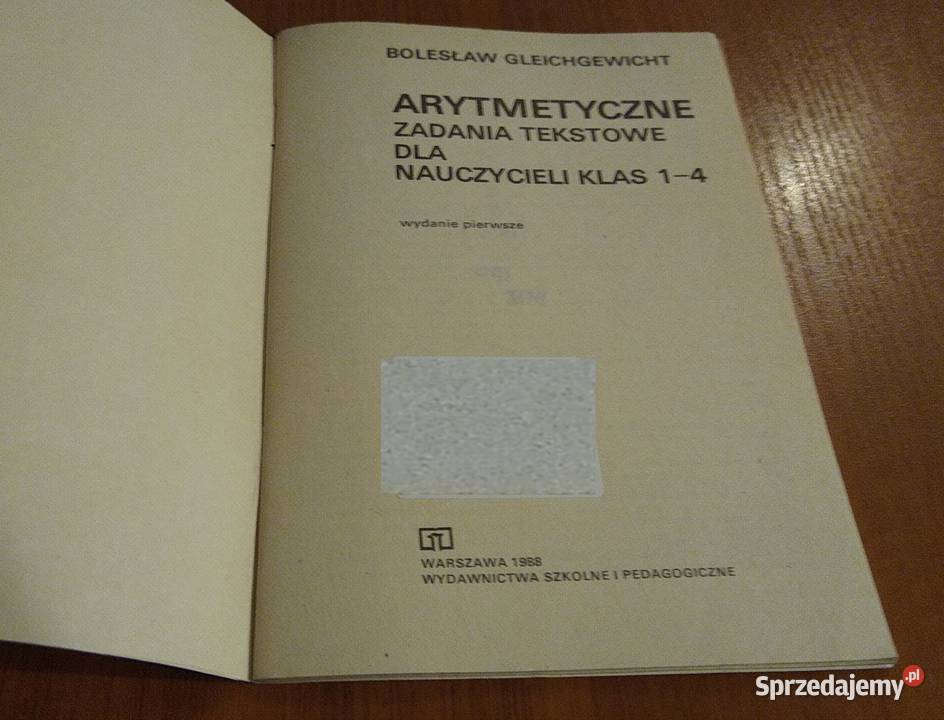 BOLESŁAW GLEICHGEWICHT
ARYTMETYCZNE
ZADANIA TEKSTOWE
DLA
NAUCZYCIELI KLAS 1–4
wydanie pierwsze
WARSZAWA 1988
WYDAWNICTWA SZKOLNE I PEDAGOGICZNE
Sprzedajemy.pl